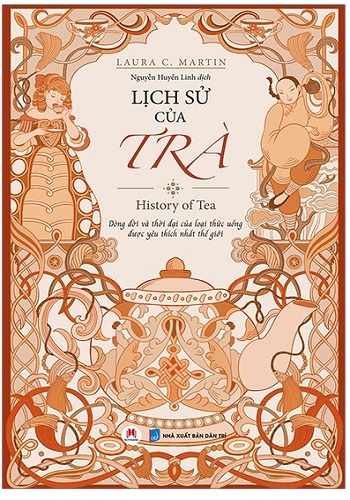 LAURA C. MARTIN
Nguyễn Huyền Linh dịch
LỊCH SỬ
CỦA
TRÀ
History of Tea
Dòng đời và thời đại của loại thức uống
được yêu thích nhất thế giới
NHÀ XUẤT BẢN DÂN TRÍ